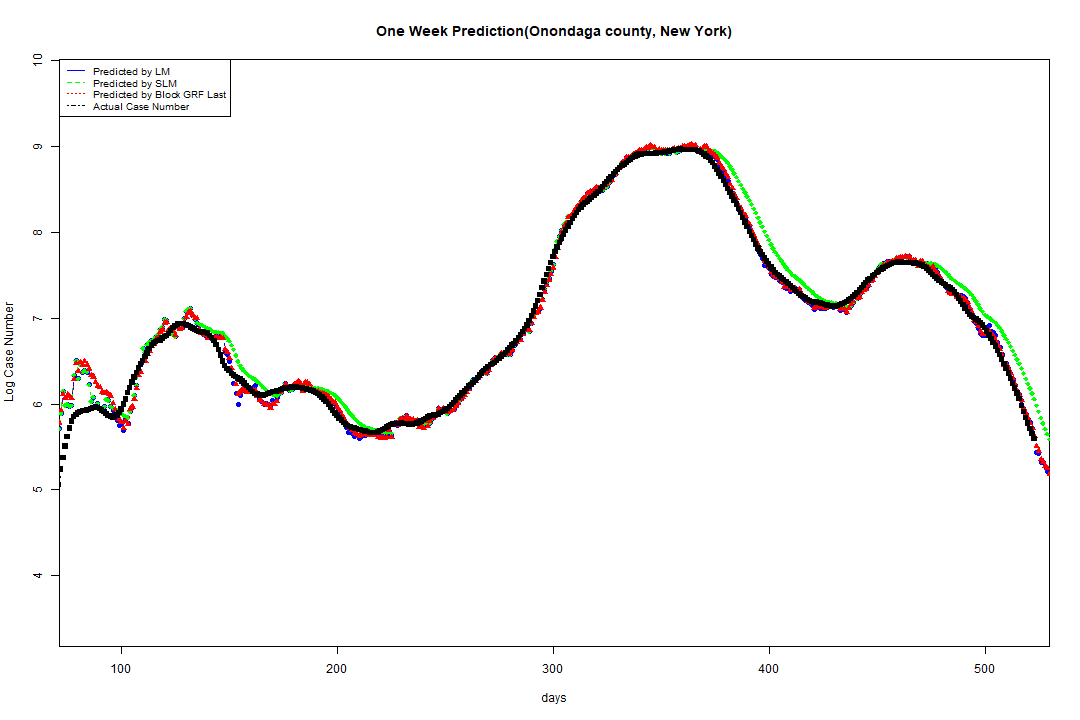 One Week Prediction(Onondaga county, New York)
Predicted by LM
Predicted by SLM
Predicted by Block GRF Last
Actual Case Number
10
9
8
7
6
5
4
Log Case Number
100 200 300 400 500
days